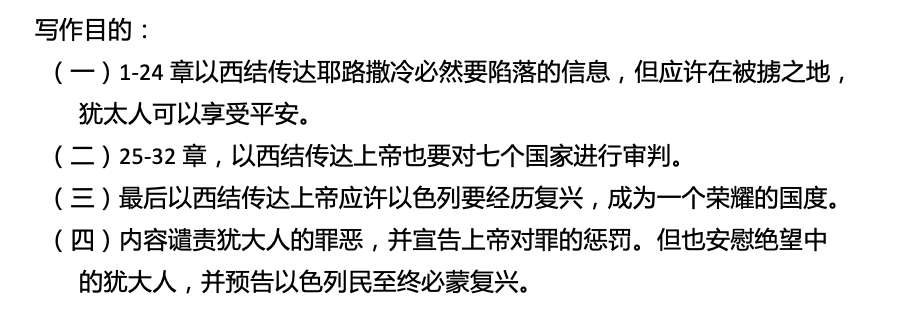 写作目的：
（一）1-24 章以西结传达耶路撒冷必然要陷落的信息，但应许在被掳之地，
犹太人可以享受平安。
（二）25-32 章，以西结传达上帝也要对七个国家进行审判。
（三）最后以西结传达上帝应许以色列要经历复兴，成为一个荣耀的国度。
（四）内容谴责犹大人的罪恶，并宣告上帝对罪的惩罚。但也安慰绝望中
的犹大人，并预告以色列民至终必蒙复兴。